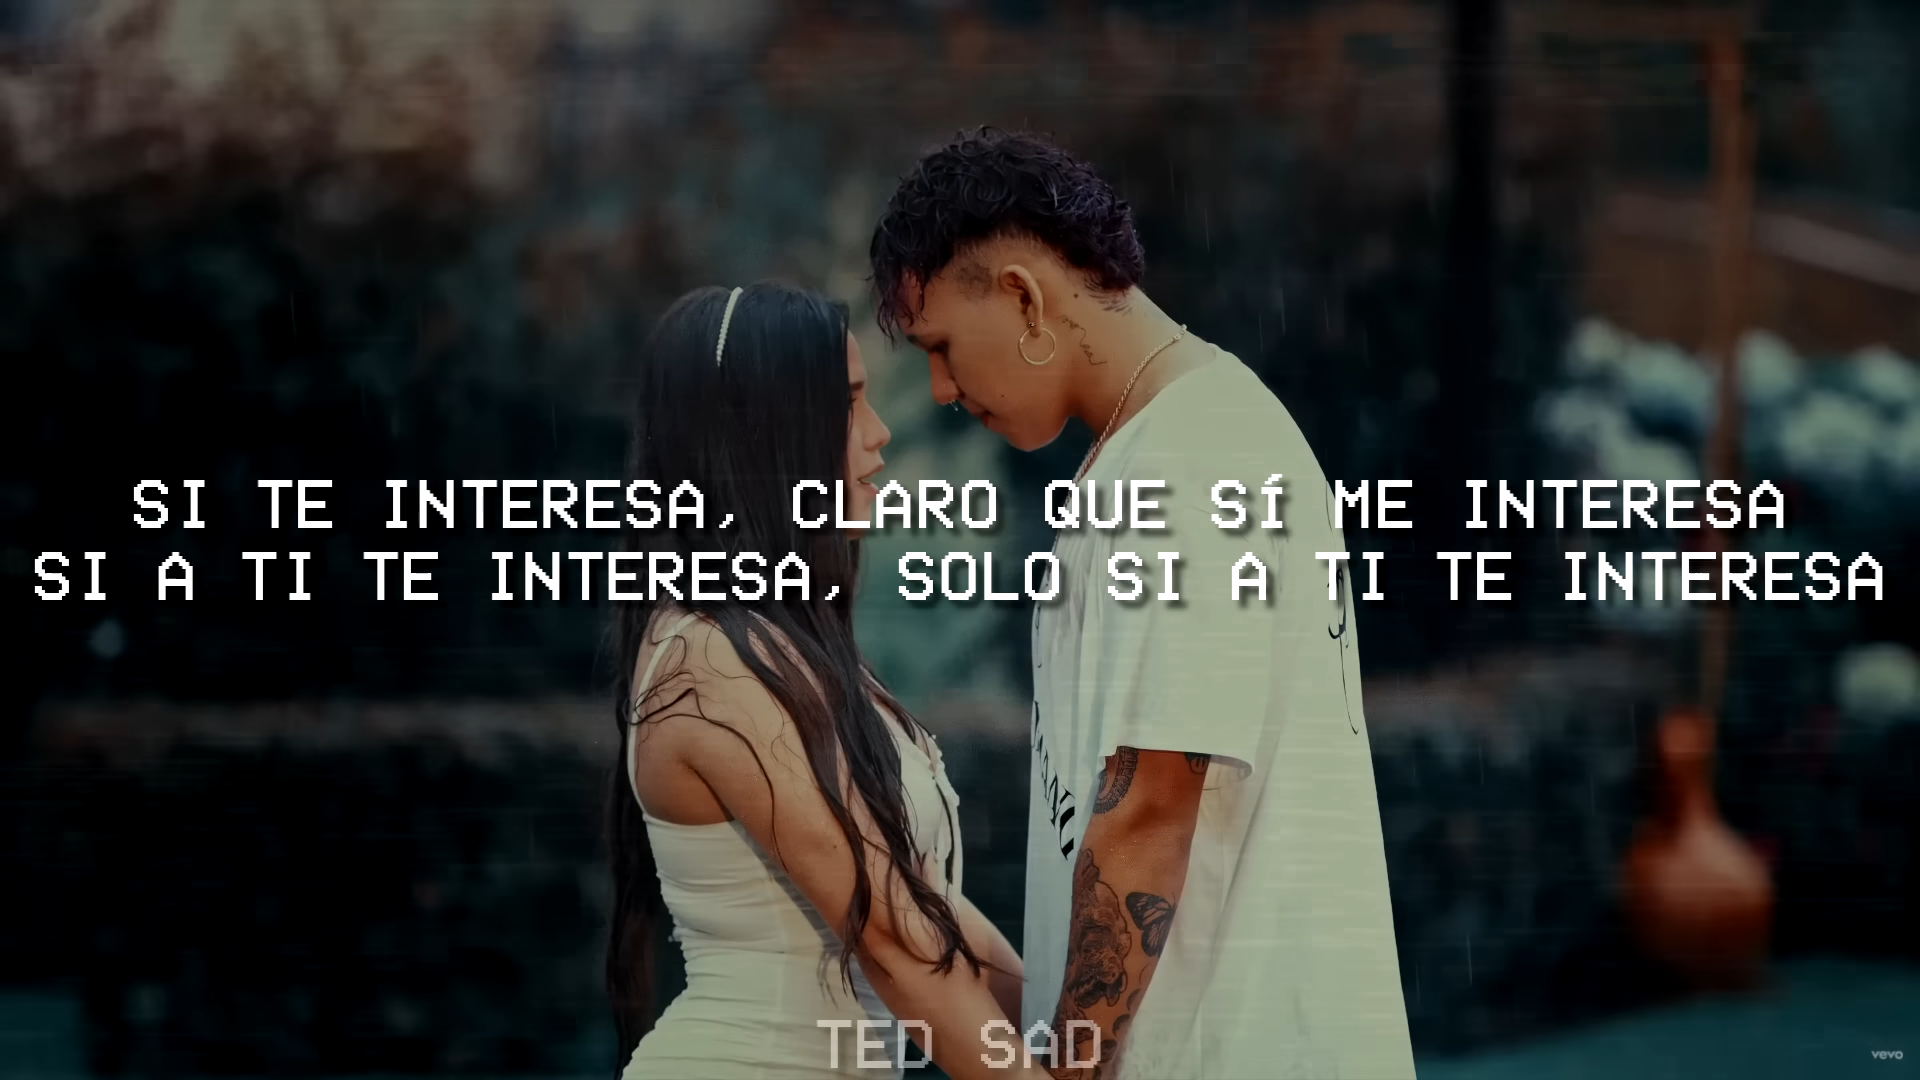 SI TE INTERESA, CLARO QUE SÍ ME INTERESA
SI A TI TE INTERESA, SOLO SI A TI TE INTERESA
TED SAD
vevo